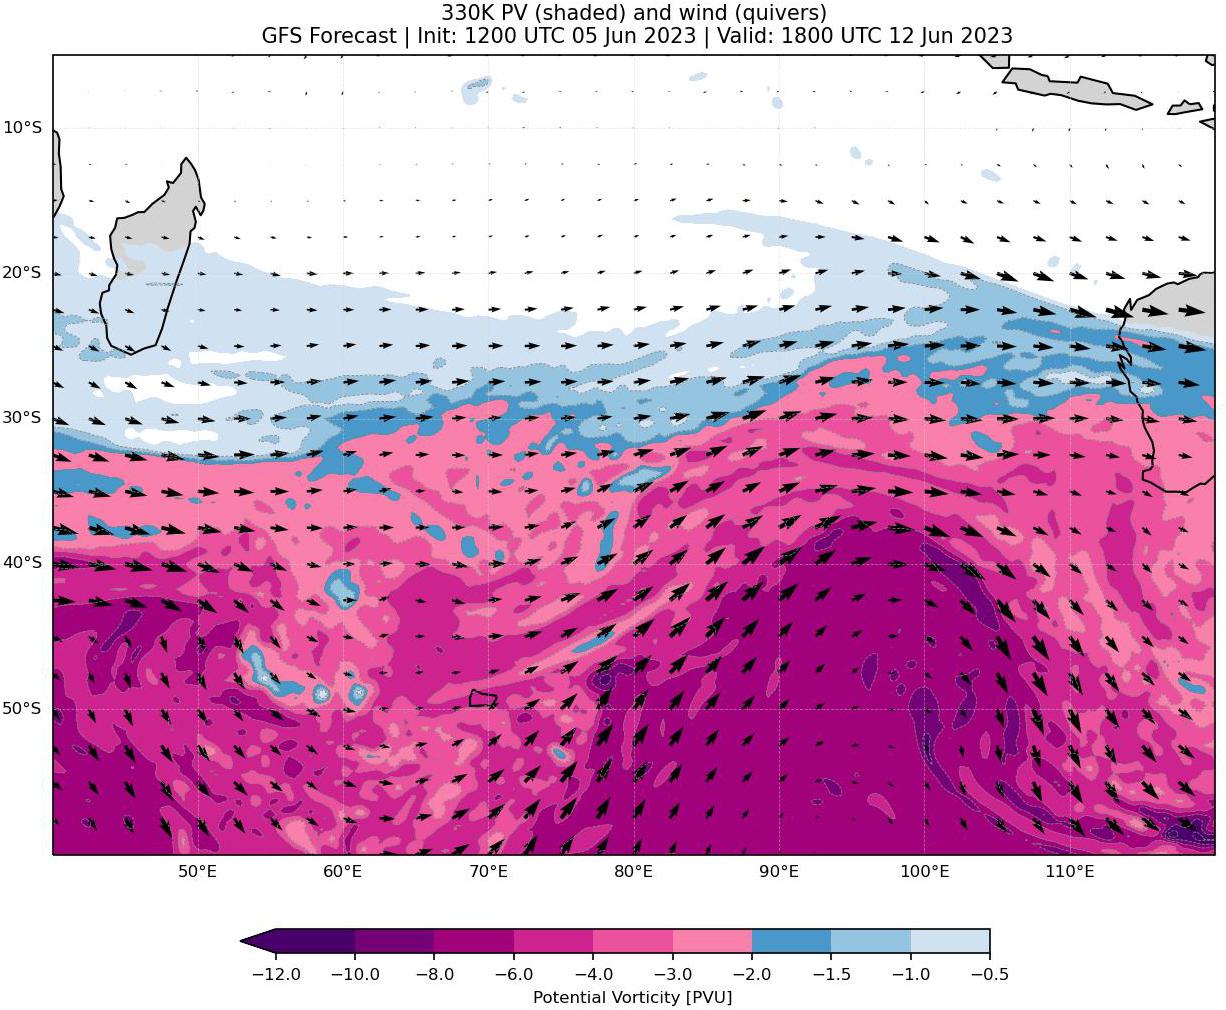 330K PV (shaded) and wind (quivers)
GFS Forecast | Init: 1200 UTC 05 Jun 2023 | Valid: 1800 UTC 12 Jun 2023
10°S
20°S
30°S
40°S
50°S
50°E 60°E 70°E 80°E 90°E 100°E 110°E
−12.0 −10.0 −8.0 −6.0 −4.0 −3.0 −2.0 −1.5 −1.0 −0.5
Potential Vorticity [PVU]